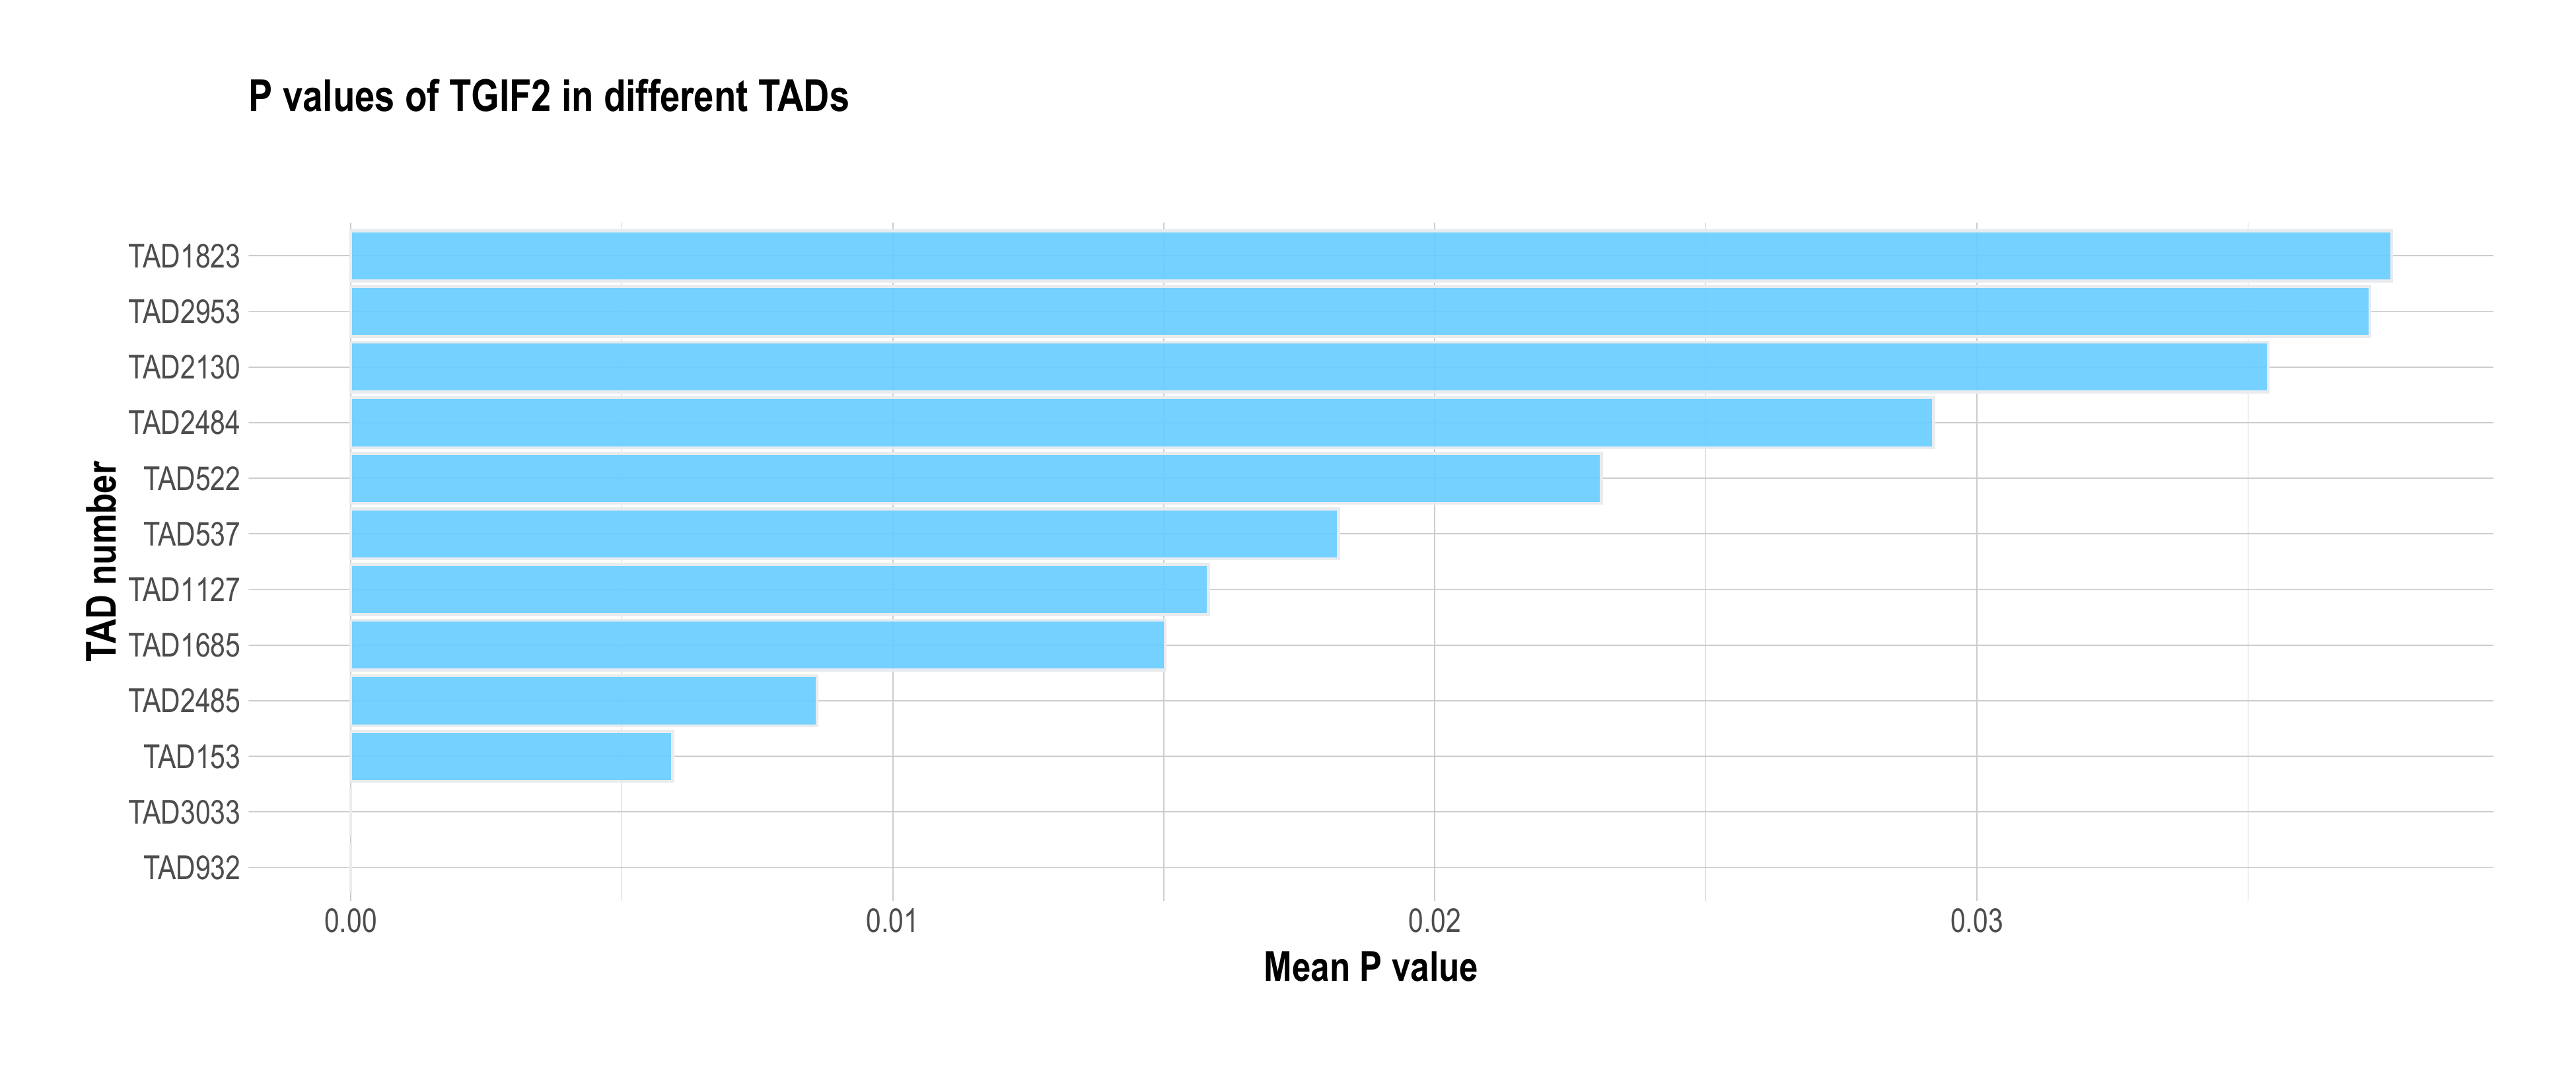 P values of TGIF2 in different TADs
TAD number
TAD1823
TAD2953
TAD2130
TAD2484
TAD522
TAD537
TAD1127
TAD1685
TAD2485
TAD153
TAD3033
TAD932
0.00 0.01 0.02 0.03
Mean P value